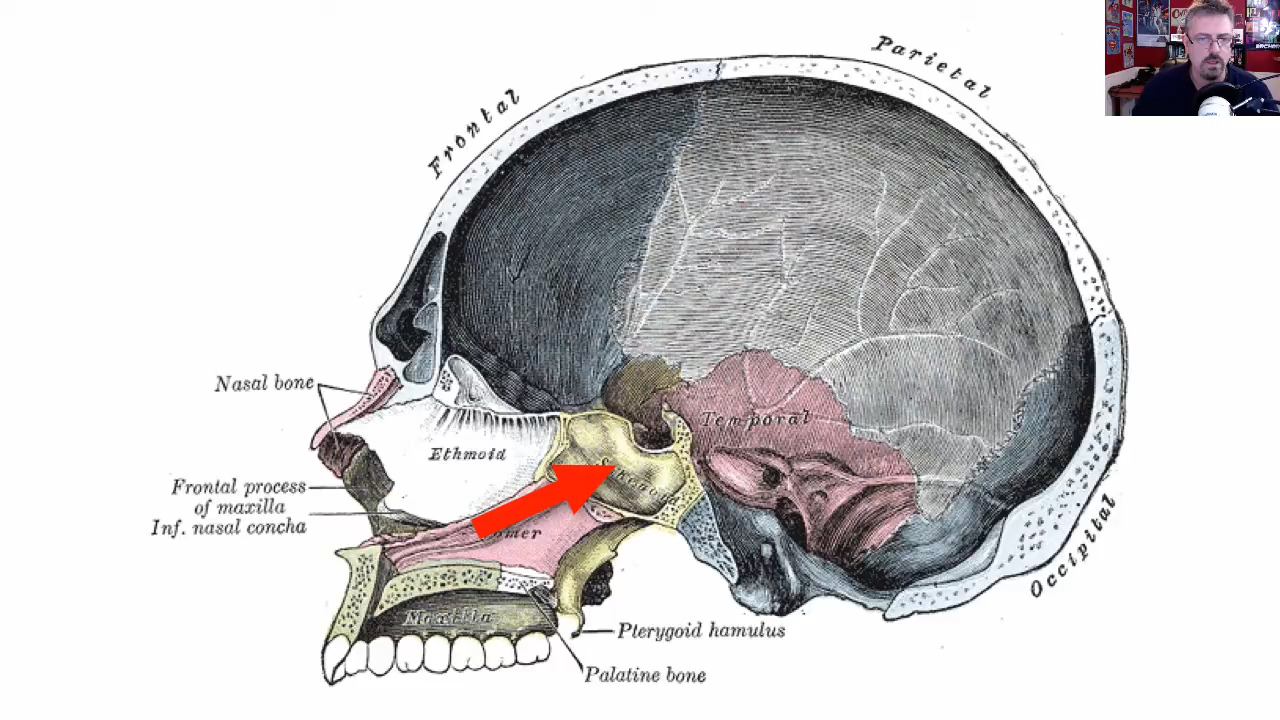 Parietal
Frontal
Nasal bone
Temporal
Ethmoid
Frontal process
of maxilla
Inf. nasal concha
Occipital
Maxilla
Pterygoid hamulus
Palatine bone